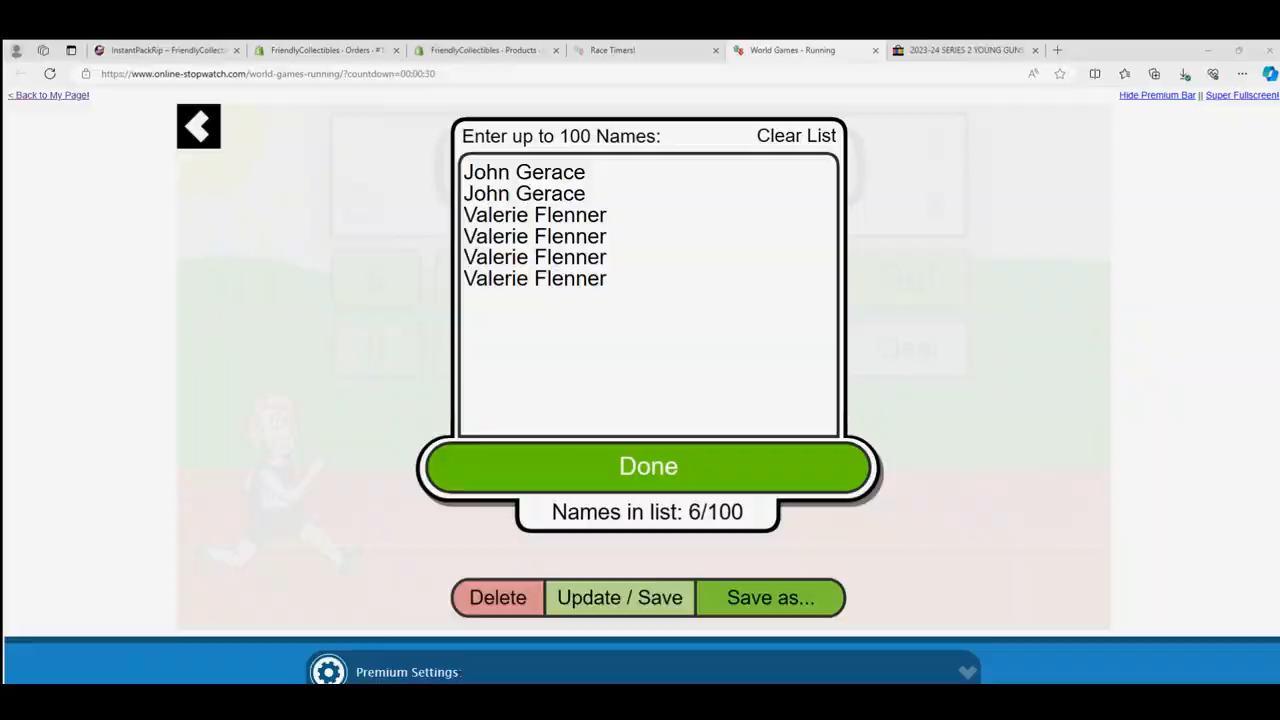 InstantPackRip – FriendlyCollect
FriendlyCollectibles - Orders - #1
FriendlyCollectibles - Products -
Race Timers!
World Games - Running
2023-24 SERIES 2 YOUNG GUNS
https://www.online-stopwatch.com/world-games-running/?countdown=00:00:30
< Back to My Page!
Hide Premium Bar || Super Fullscreen!
Enter up to 100 Names:
Clear List
John Gerace
John Gerace
Valerie Flenner
Valerie Flenner
Valerie Flenner
Valerie Flenner
Done
Names in list: 6/100
Delete
Update / Save
Save as...
Premium Settings: